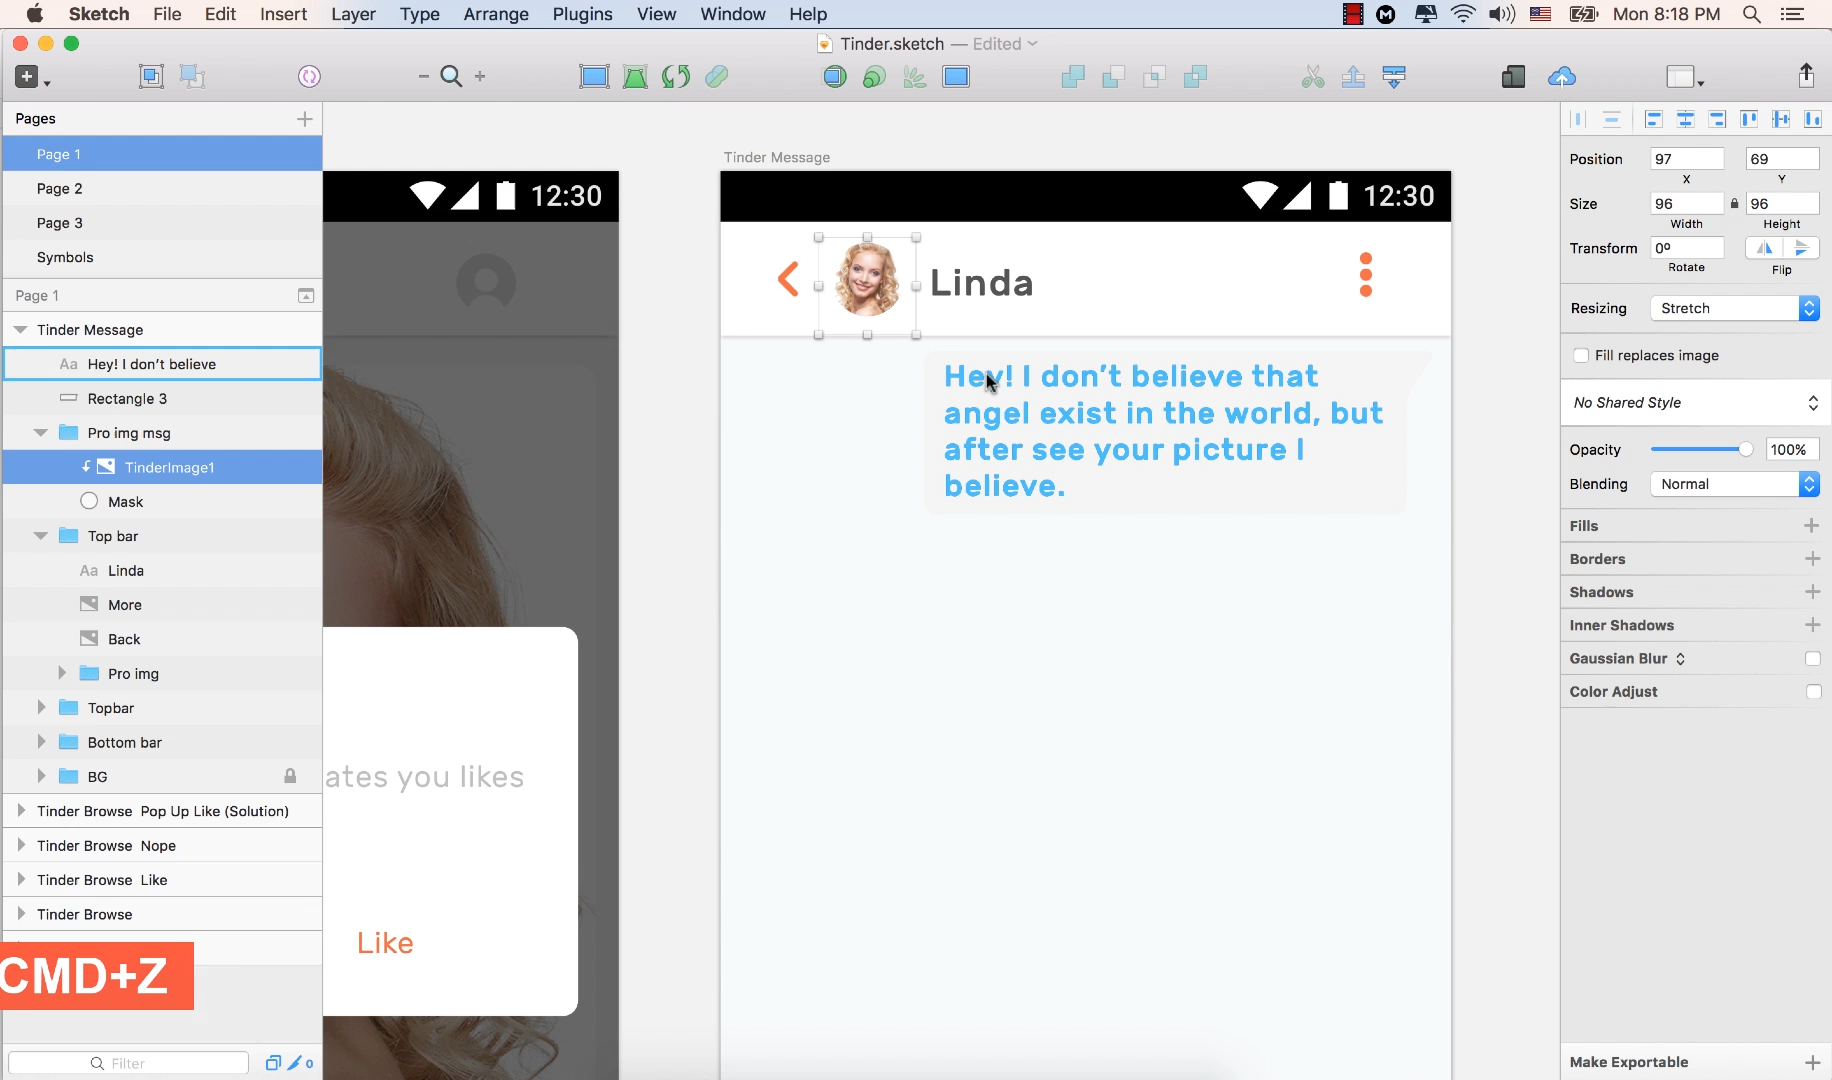 Sketch File Edit Insert Layer Type Arrange Plugins View Window Help
Mon 8:18 PM
Tinder.sketch — Edited
Pages
Page 1
Page 2
Page 3
Symbols
Page 1
Tinder Message
Aa Hey! I don't believe
Rectangle 3
Pro img msg
TinderImage1
Mask
Top bar
Aa Linda
More
Back
Pro img
Topbar
Bottom bar
BG
Tinder Browse Pop Up Like (Solution)
Tinder Browse Nope
Tinder Browse Like
Tinder Browse
CMD+Z
Filter
0
12:30
ates you likes
Like
Tinder Message
12:30
Linda
Hey! I don't believe that
angel exist in the world, but
after see your picture I
believe.
Position 97 69
X Y
Size 96 96
Width Height
Transform 0º
Rotate Flip
Resizing Stretch
Fill replaces image
No Shared Style
Opacity 100%
Blending Normal
Fills
Borders
Shadows
Inner Shadows
Gaussian Blur
Color Adjust
Make Exportable